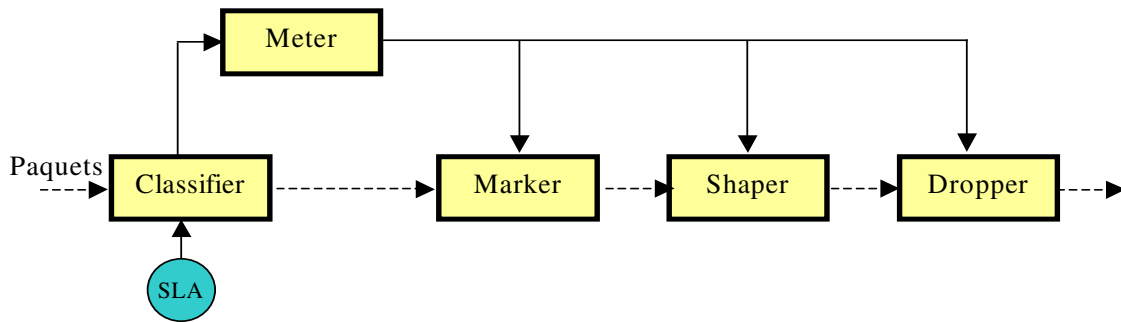 Meter
Paquets
Classifier
Marker
Shaper
Dropper
SLA